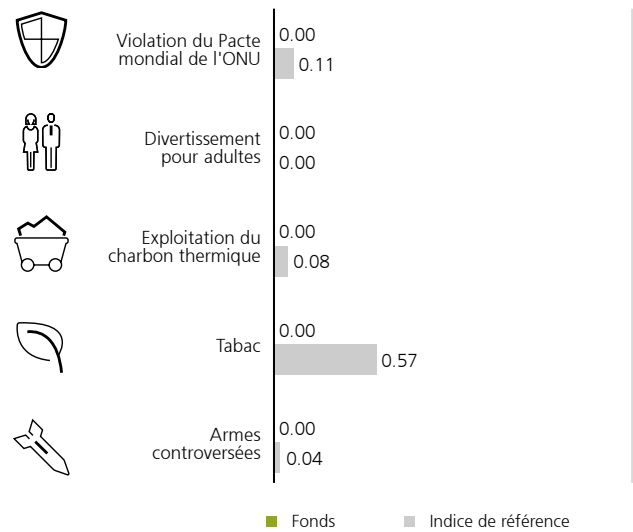 Violation du Pacte
mondial de l'ONU
0.00
0.11
Divertissement
pour adultes
0.00
0.00
Exploitation du
charbon thermique
0.00
0.08
Tabac
0.00
0.57
Armes
controversées
0.00
0.04
Fonds
Indice de référence